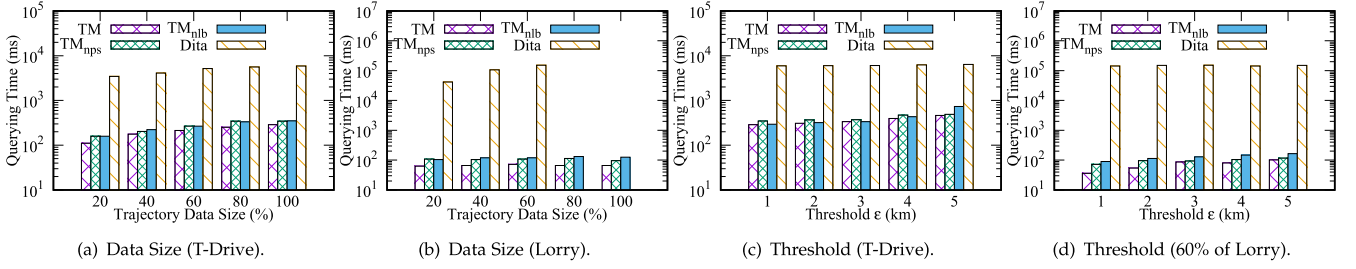 Querying Time (ms)
10^5
10^4
10^3
10^2
10^1
TM
TM_nps
TM_nlb
Dita
20 40 60 80 100
Trajectory Data Size (%)
(a) Data Size (T-Drive).
Querying Time (ms)
10^7
10^6
10^5
10^4
10^3
10^2
10^1
TM
TM_nps
TM_nlb
Dita
20 40 60 80 100
Trajectory Data Size (%)
(b) Data Size (Lorry).
Querying Time (ms)
10^5
10^4
10^3
10^2
10^1
TM
TM_nps
TM_nlb
Dita
1 2 3 4 5
Threshold ε (km)
(c) Threshold (T-Drive).
Querying Time (ms)
10^7
10^6
10^5
10^4
10^3
10^2
10^1
TM
TM_nps
TM_nlb
Dita
1 2 3 4 5
Threshold ε (km)
(d) Threshold (60% of Lorry).